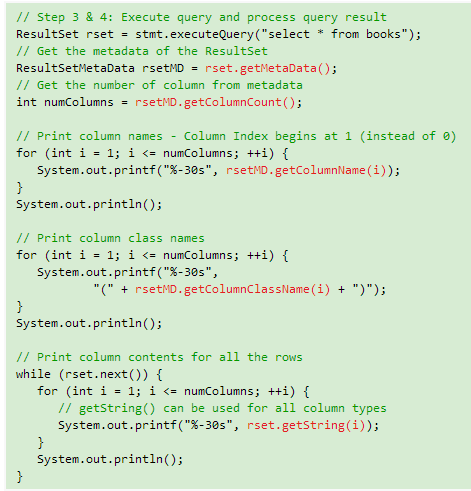 // Step 3 & 4: Execute query and process query result
ResultSet rset = stmt.executeQuery("select * from books");
// Get the metadata of the ResultSet
ResultSetMetaData rsetMD = rset.getMetaData();
// Get the number of column from metadata
int numColumns = rsetMD.getColumnCount();

// Print column names - Column Index begins at 1 (instead of 0)
for (int i = 1; i <= numColumns; ++i) {
   System.out.printf("%-30s", rsetMD.getColumnName(i));
}
System.out.println();

// Print column class names
for (int i = 1; i <= numColumns; ++i) {
   System.out.printf("%-30s",
           "(" + rsetMD.getColumnClassName(i) + ")");
}
System.out.println();

// Print column contents for all the rows
while (rset.next()) {
   for (int i = 1; i <= numColumns; ++i) {
      // getString() can be used for all column types
      System.out.printf("%-30s", rset.getString(i));
   }
   System.out.println();
}